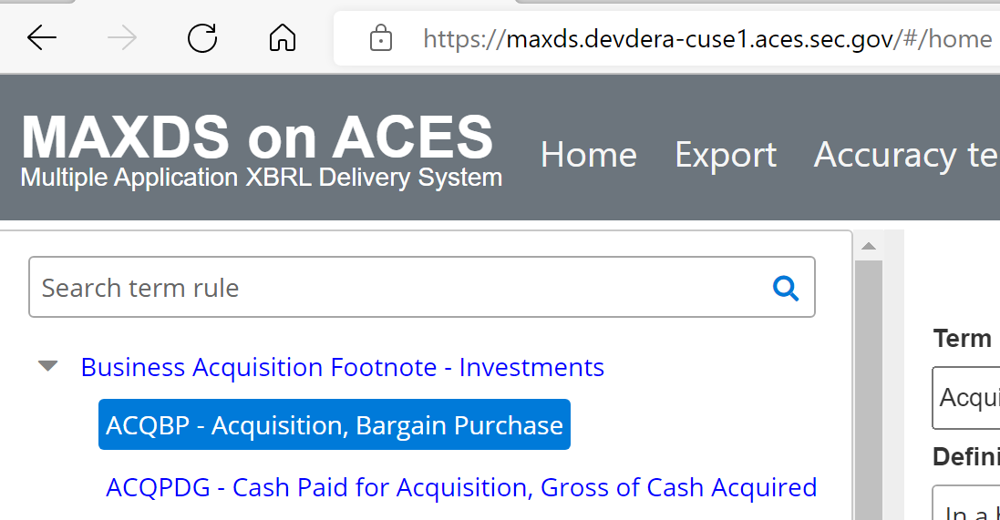 https://maxds.devdera-cuse1.aces.sec.gov/#/home
MAXDS on ACES
Multiple Application XBRL Delivery System
Home Export Accuracy te
Search term rule
Business Acquisition Footnote - Investments
Term
ACQBP - Acquisition, Bargain Purchase
Acqui
Defini
ACQPDG - Cash Paid for Acquisition, Gross of Cash Acquired
In a